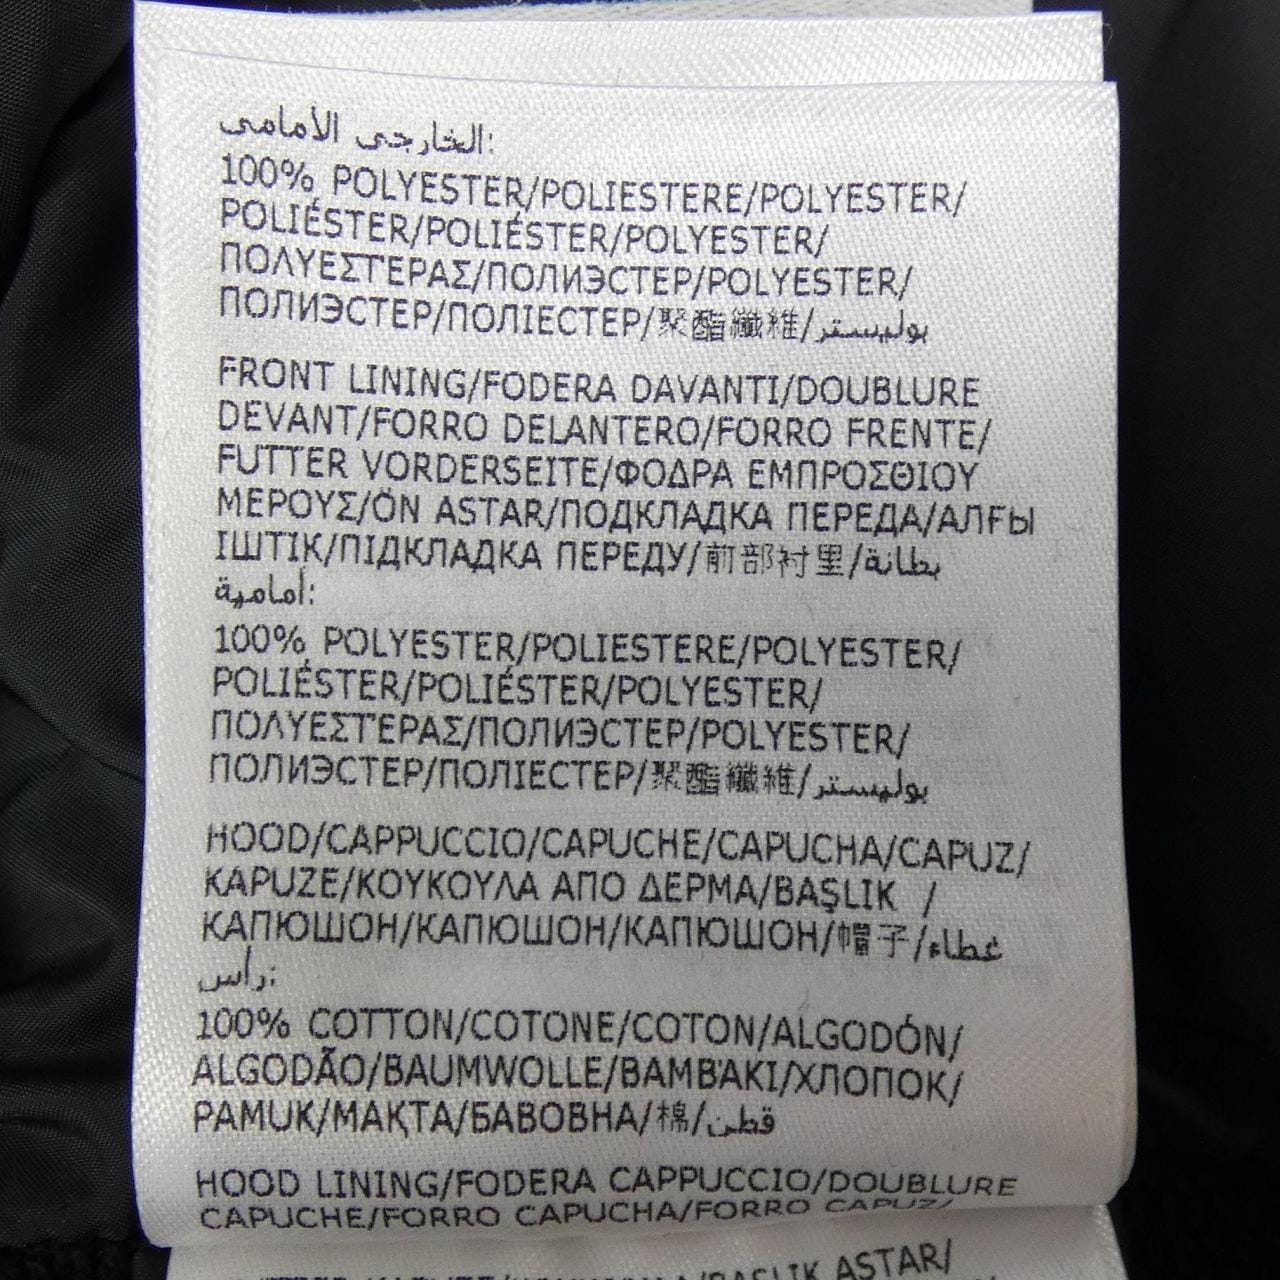 الخارجى الأمامى:
100% POLYESTER/POLIESTERE/POLYESTER/
POLIÉSTER/POLIÉSTER/POLYESTER/
ΠΟΛΥΕΣΤΕΡΑΣ/ПОЛИЭСТЕР/POLYESTER/
ПОЛИЭСТЕР/ПОЛІЕСТЕР/聚酯纖維/بوليستر
FRONT LINING/FODERA DAVANTI/DOUBLURE
DEVANT/FORRO DELANTERO/FORRO FRENTE/
FUTTER VORDERSEITE/ΦΟΔΡΑ ΕΜΠΡΟΣΘΙΟΥ
ΜΕΡΟΥΣ/ÖN ASTAR/ПОДКЛАДКА ПЕРЕДА/АЛҒЫ
ІШТІК/ПІДКЛАДКА ПЕРЕДУ/前部衬里/بطانة
أمامية:
100% POLYESTER/POLIESTERE/POLYESTER/
POLIÉSTER/POLIÉSTER/POLYESTER/
ΠΟΛΥΕΣΤΕΡΑΣ/ПОЛИЭСТЕР/POLYESTER/
ПОЛИЭСТЕР/ПОЛІЕСТЕР/聚酯纖維/بوليستر
HOOD/CAPPUCCIO/CAPUCHE/CAPUCHA/CAPUZ/
KAPUZE/ΚΟΥΚΟΥΛΑ ΑΠΟ ΔΕΡΜΑ/BAŞLIK /
КАПЮШОН/КАПЮШОН/КАПЮШОН/帽子/غطاء
رأس:
100% COTTON/COTONE/COTON/ALGODÓN/
ALGODÃO/BAUMWOLLE/ΒΑΜΒΆΚΙ/ХЛОПОК/
PAMUK/МАҚТА/БАВОВНА/棉/قطن
HOOD LINING/FODERA CAPPUCCIO/DOUBLURE
CAPUCHE/FORRO CAPUCHA/FORRO CAPUZ/
BAŞLIK ASTAR/